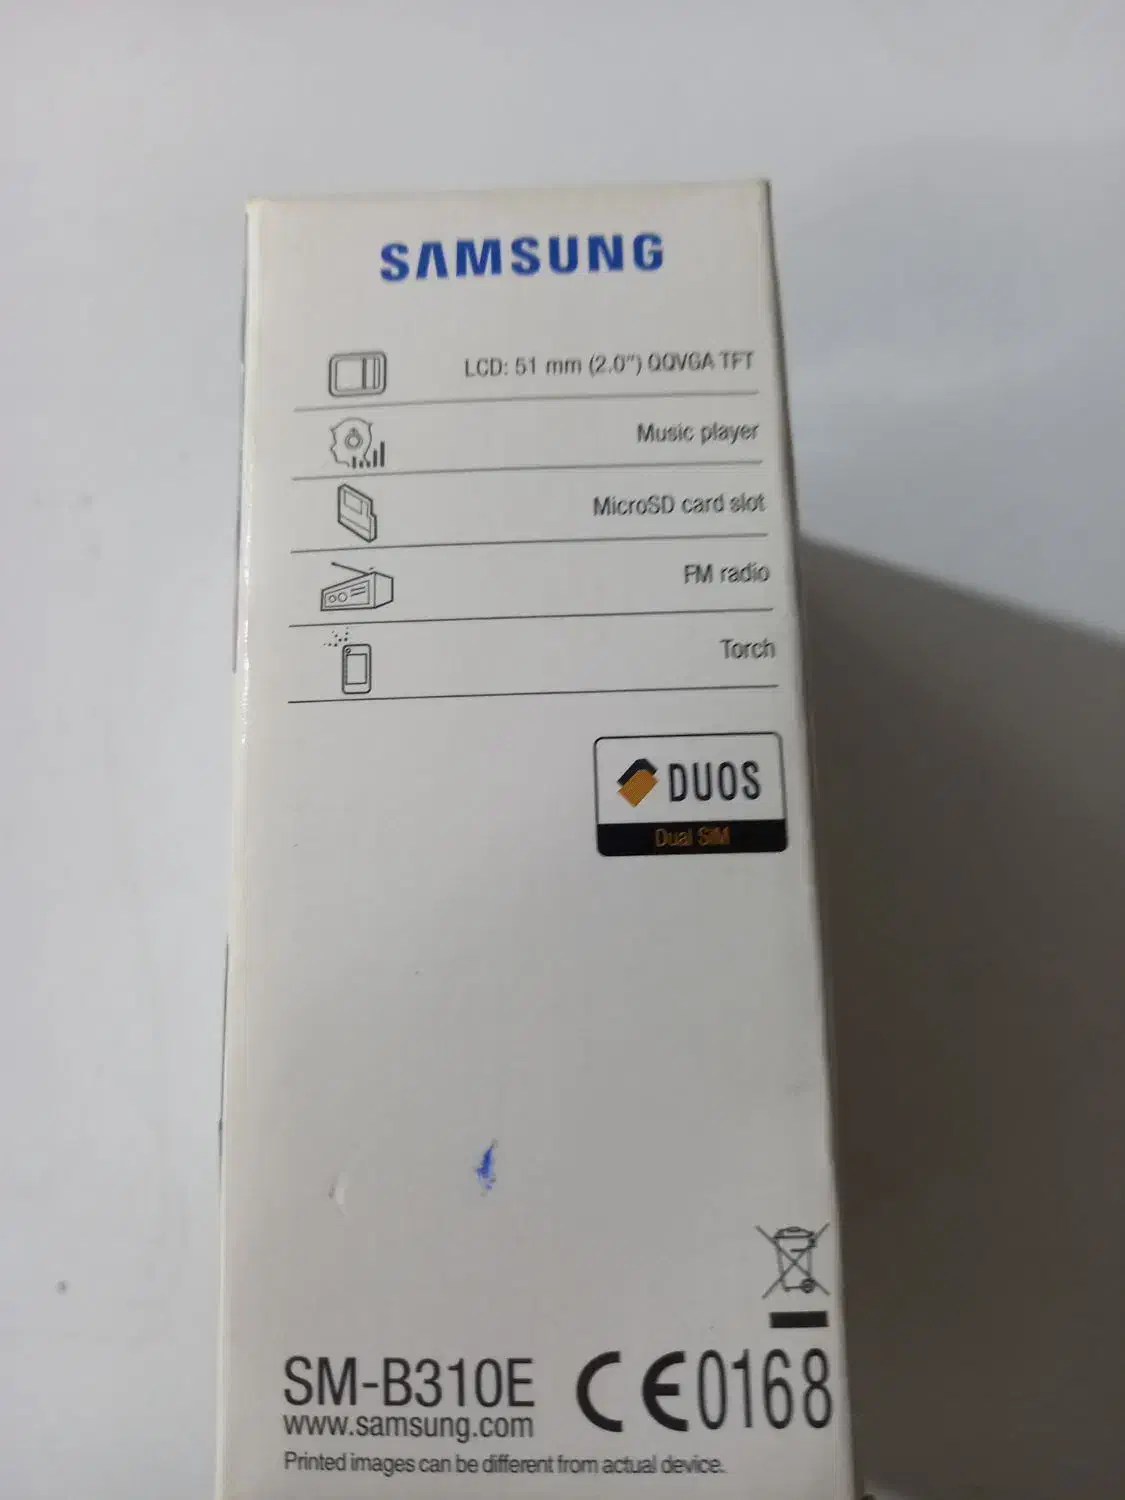 SAMSUNG
LCD: 51 mm (2.0") QQVGA TFT
Music player
MicroSD card slot
FM radio
Torch
DUOS
Dual SIM
SM-B310E CE0168
www.samsung.com
Printed images can be different from actual device.